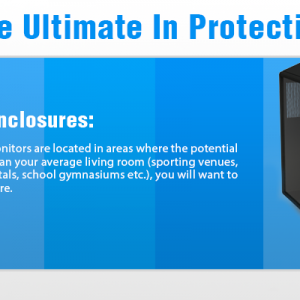 e Ultimate In Protecti
nclosures:
nitors are located in areas where the potential
an your average living room (sporting venues,
tals, school gymnasiums etc.), you will want to
re.